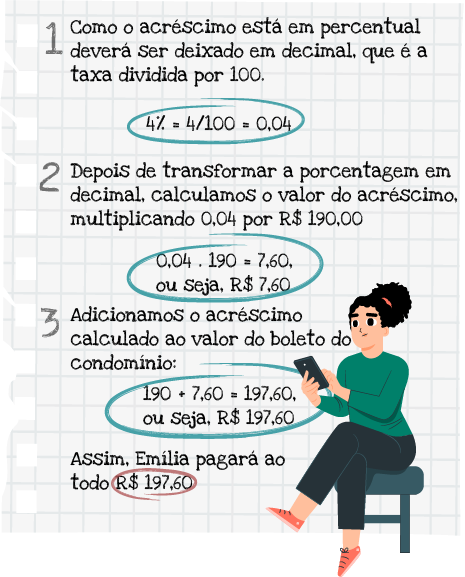 1 Como o acréscimo está em percentual
deverá ser deixado em decimal, que é a
taxa dividida por 100.
4% = 4/100 = 0,04
2 Depois de transformar a porcentagem em
decimal, calculamos o valor do acréscimo,
multiplicando 0,04 por R$ 190,00
0,04 . 190 = 7,60,
ou seja, R$ 7,60
3 Adicionamos o acréscimo
calculado ao valor do boleto do
condomínio:
190 + 7,60 = 197,60,
ou seja, R$ 197,60
Assim, Emília pagará ao
todo R$ 197,60